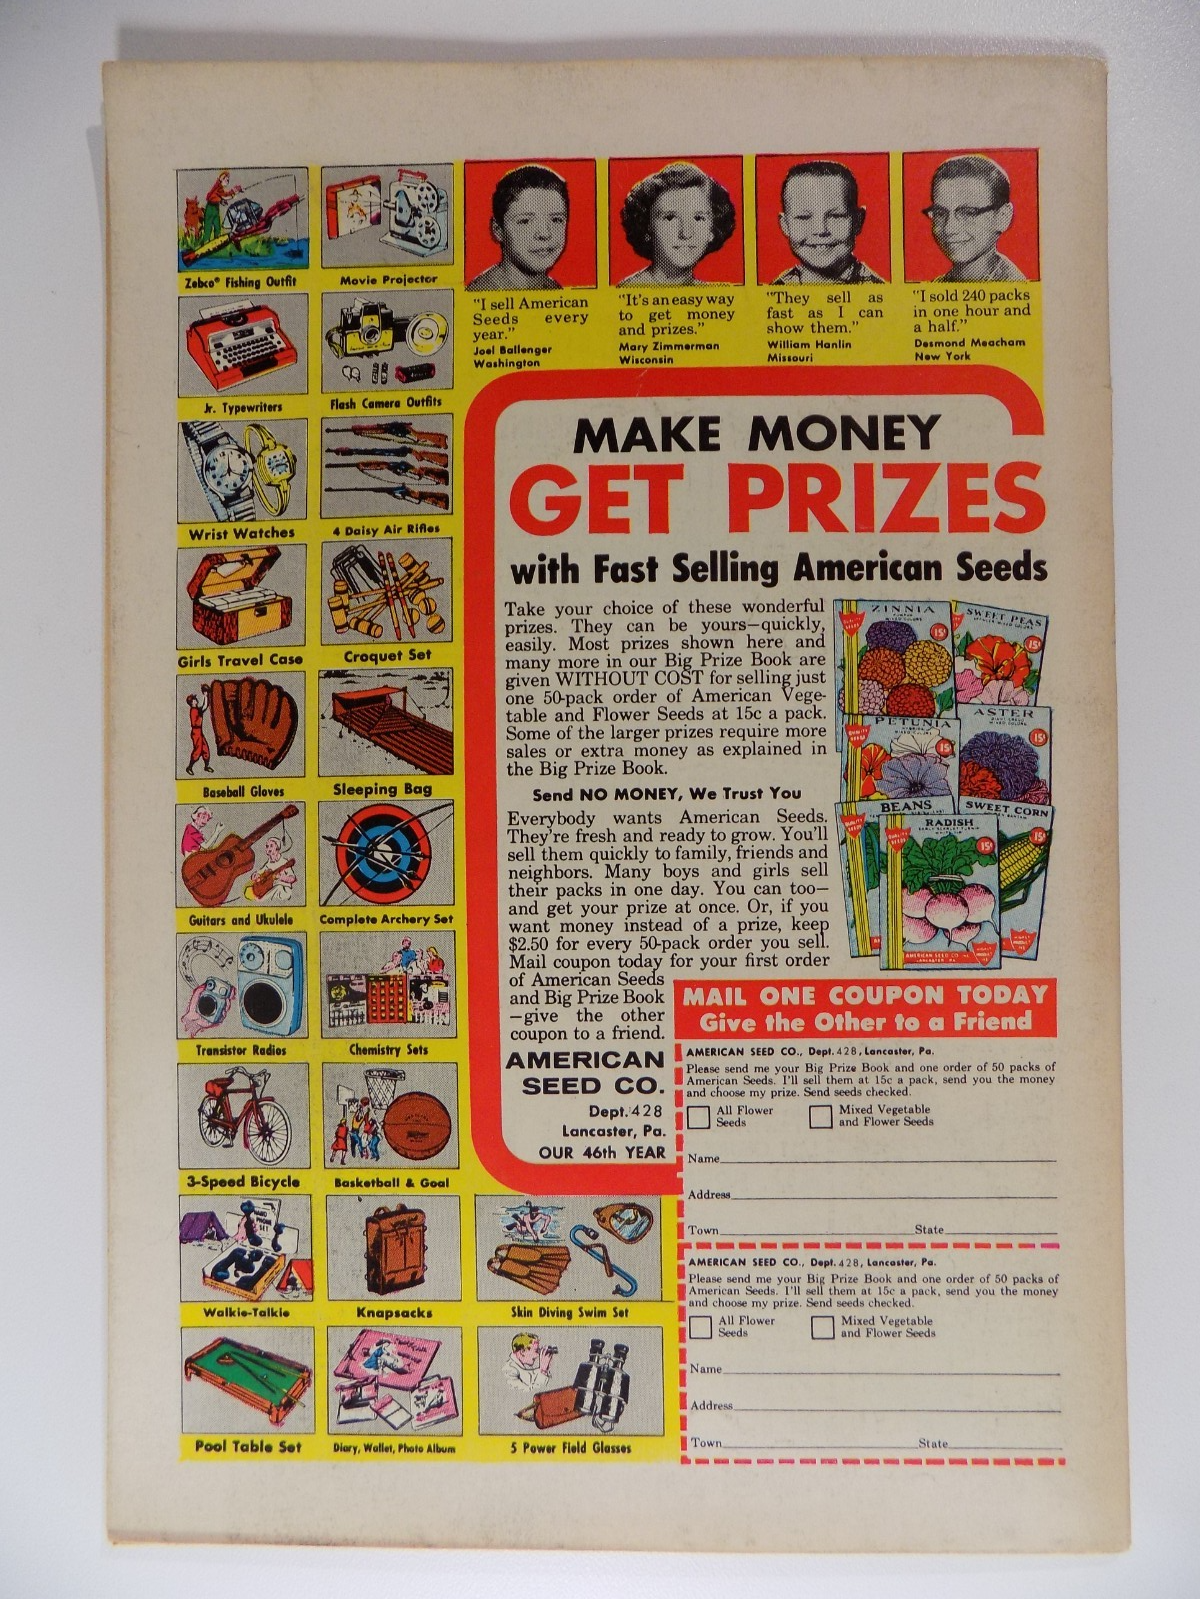 Zebco® Fishing Outfit
Movie Projector
Jr. Typewriters
Flash Camera Outfits
Wrist Watches
4 Daisy Air Rifles
Girls Travel Case
Croquet Set
Baseball Gloves
Sleeping Bag
Guitars and Ukulele
Complete Archery Set
Transistor Radios
Chemistry Sets
3-Speed Bicycle
Basketball & Goal
Walkie-Talkie
Knapsacks
Skin Diving Swim Set
Pool Table Set
Diary, Wallet, Photo Album
5 Power Field Glasses
"I sell American
Seeds every
year."
Joel Ballenger
Washington
"It's an easy way
to get money
and prizes."
Mary Zimmerman
Wisconsin
"They sell as
fast as I can
show them."
William Hanlin
Missouri
"I sold 240 packs
in one hour and
a half."
Desmond Meacham
New York
MAKE MONEY
GET PRIZES
with Fast Selling American Seeds
Take your choice of these wonderful
prizes. They can be yours—quickly,
easily. Most prizes shown here and
many more in our Big Prize Book are
given WITHOUT COST for selling just
one 50-pack order of American Vege-
table and Flower Seeds at 15c a pack.
Some of the larger prizes require more
sales or extra money as explained in
the Big Prize Book.
Send NO MONEY, We Trust You
Everybody wants American Seeds.
They're fresh and ready to grow. You'll
sell them quickly to family, friends and
neighbors. Many boys and girls sell
their packs in one day. You can too—
and get your prize at once. Or, if you
want money instead of a prize, keep
$2.50 for every 50-pack order you sell.
Mail coupon today for your first order
of American Seeds
and Big Prize Book
—give the other
coupon to a friend.
AMERICAN
SEED CO.
Dept. 428
Lancaster, Pa.
OUR 46th YEAR
ZINNIA
15¢
SWEET PEAS
15¢
PETUNIA
15¢
ASTER
15¢
BEANS
SWEET CORN
15¢
RADISH
15¢
AMERICAN SEED CO.
LANCASTER, PA.
MAIL ONE COUPON TODAY
Give the Other to a Friend
AMERICAN SEED CO., Dept. 428, Lancaster, Pa.
Please send me your Big Prize Book and one order of 50 packs of
American Seeds. I'll sell them at 15c a pack, send you the money
and choose my prize. Send seeds checked.
All Flower
Seeds
Mixed Vegetable
and Flower Seeds
Name
Address
Town State
AMERICAN SEED CO., Dept. 428, Lancaster, Pa.
Please send me your Big Prize Book and one order of 50 packs of
American Seeds. I'll sell them at 15c a pack, send you the money
and choose my prize. Send seeds checked.
All Flower
Seeds
Mixed Vegetable
and Flower Seeds
Name
Address
Town State